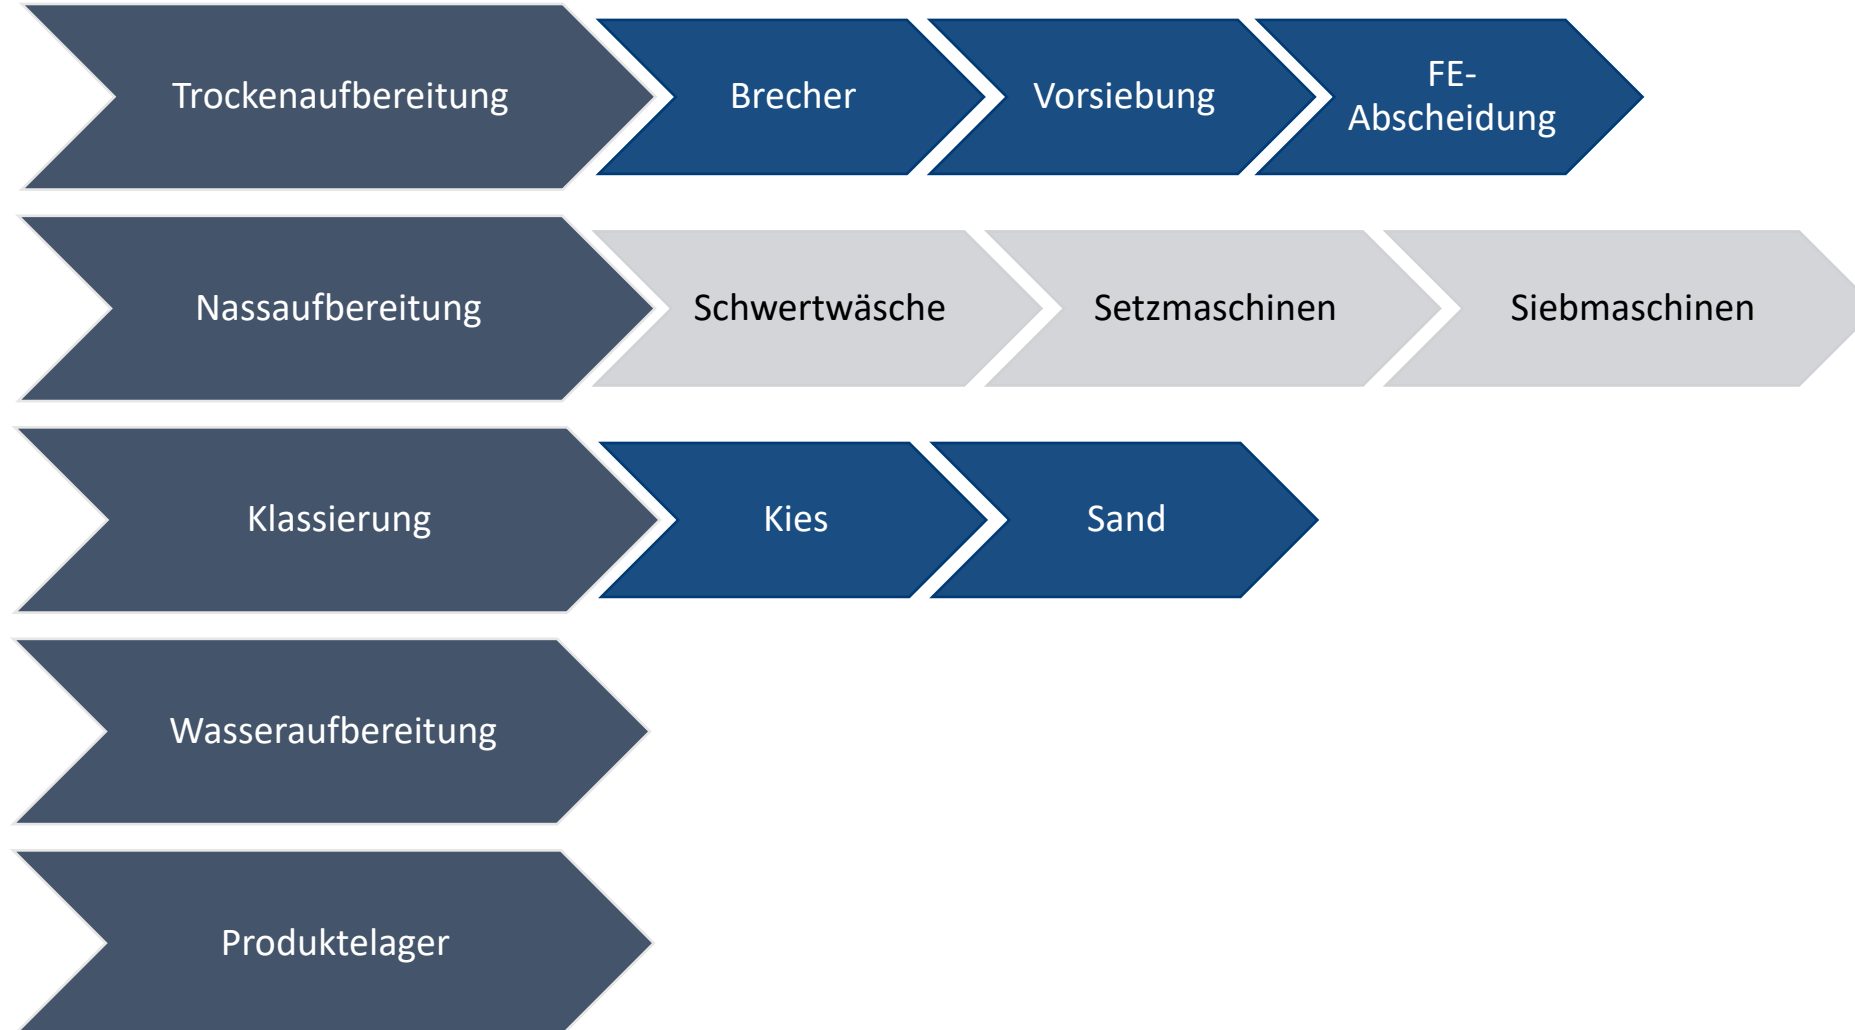 Trockenaufbereitung
Brecher
Vorsiebung
FE-
Abscheidung
Nassaufbereitung
Schwertwäsche
Setzmaschinen
Siebmaschinen
Klassierung
Kies
Sand
Wasseraufbereitung
Produktelager